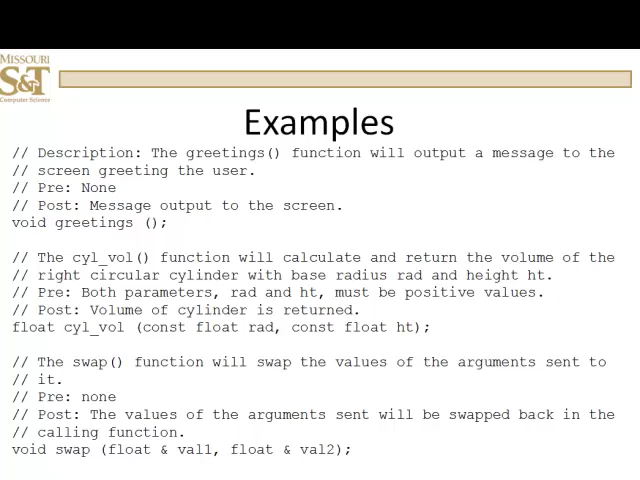 MISSOURI
S&T
Computer Science
Examples
// Description: The greetings() function will output a message to the
// screen greeting the user.
// Pre: None
// Post: Message output to the screen.
void greetings ();
// The cyl_vol() function will calculate and return the volume of the
// right circular cylinder with base radius rad and height ht.
// Pre: Both parameters, rad and ht, must be positive values.
// Post: Volume of cylinder is returned.
float cyl_vol (const float rad, const float ht);
// The swap() function will swap the values of the arguments sent to
// it.
// Pre: none
// Post: The values of the arguments sent will be swapped back in the
// calling function.
void swap (float & val1, float & val2);